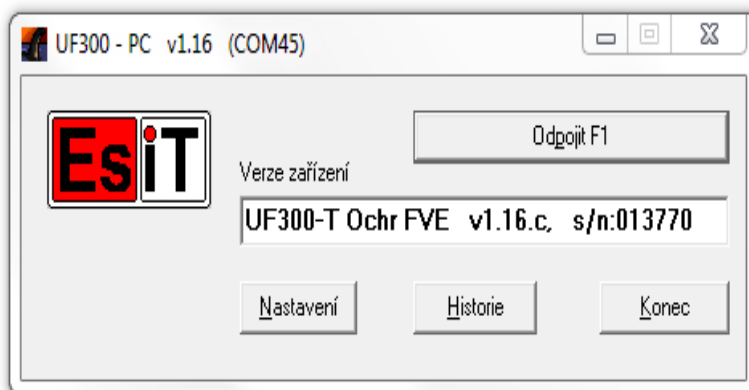 UF300 - PC v1.16 (COM45)
EsiT
Odpojit F1
Verze zařízení
UF300-T Ochr FVE v1.16.c, s/n:013770
Nastavení Historie Konec